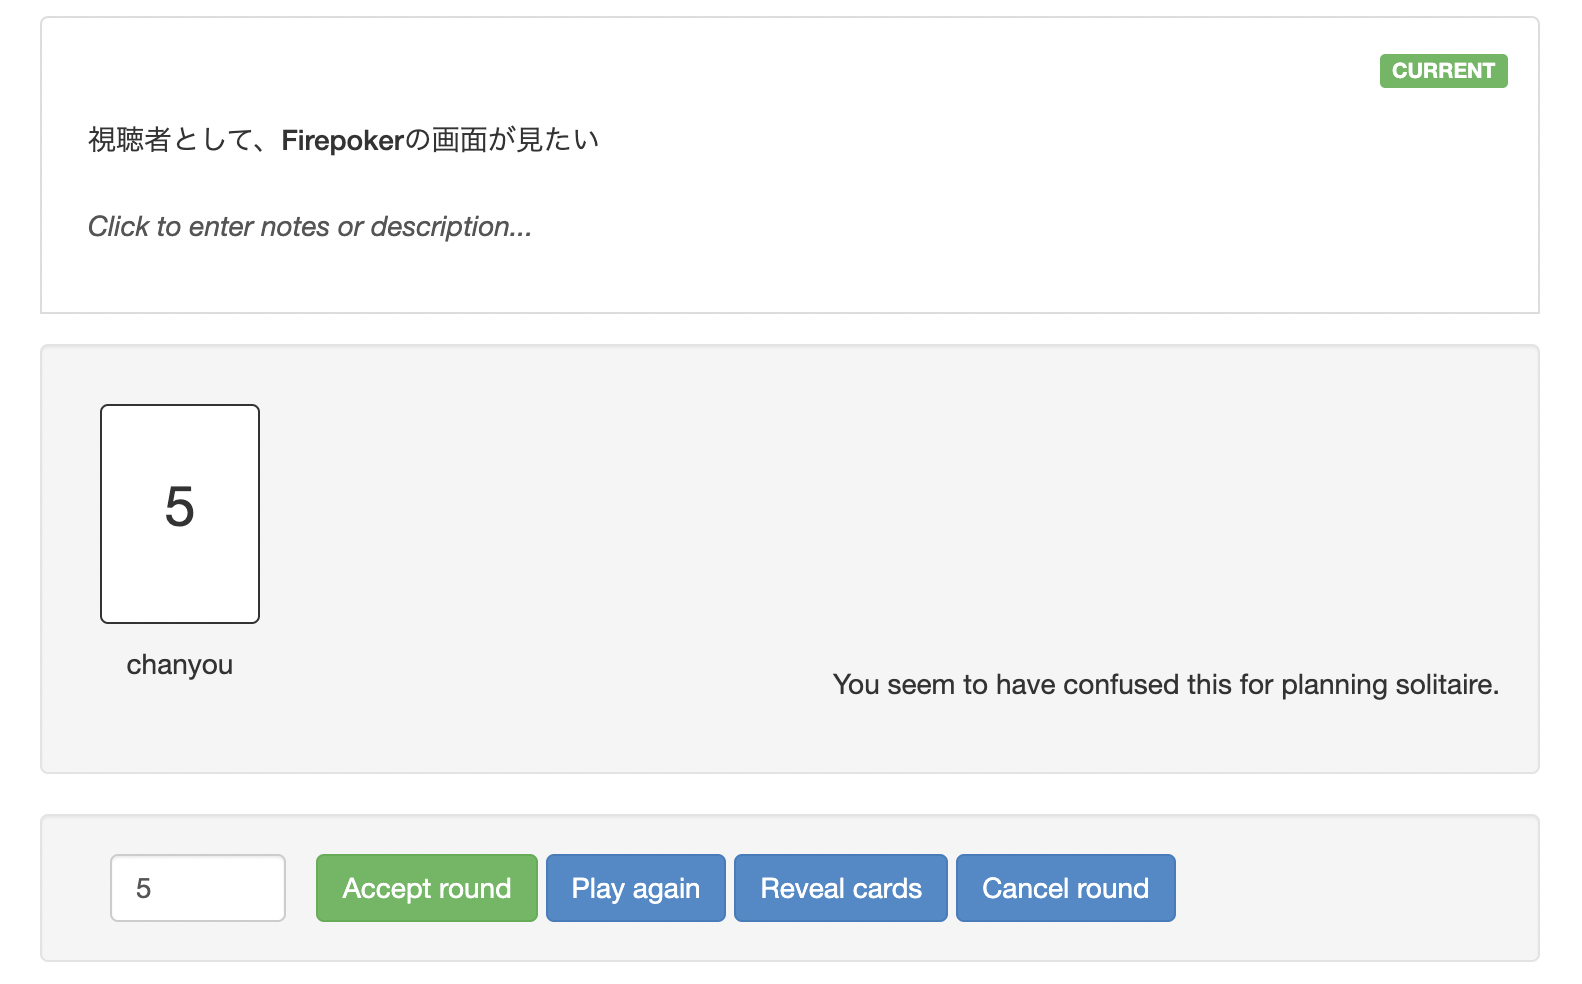 CURRENT
視聴者として、Firepokerの画面が見たい
Click to enter notes or description...
5
chanyou
You seem to have confused this for planning solitaire.
5
Accept round
Play again
Reveal cards
Cancel round